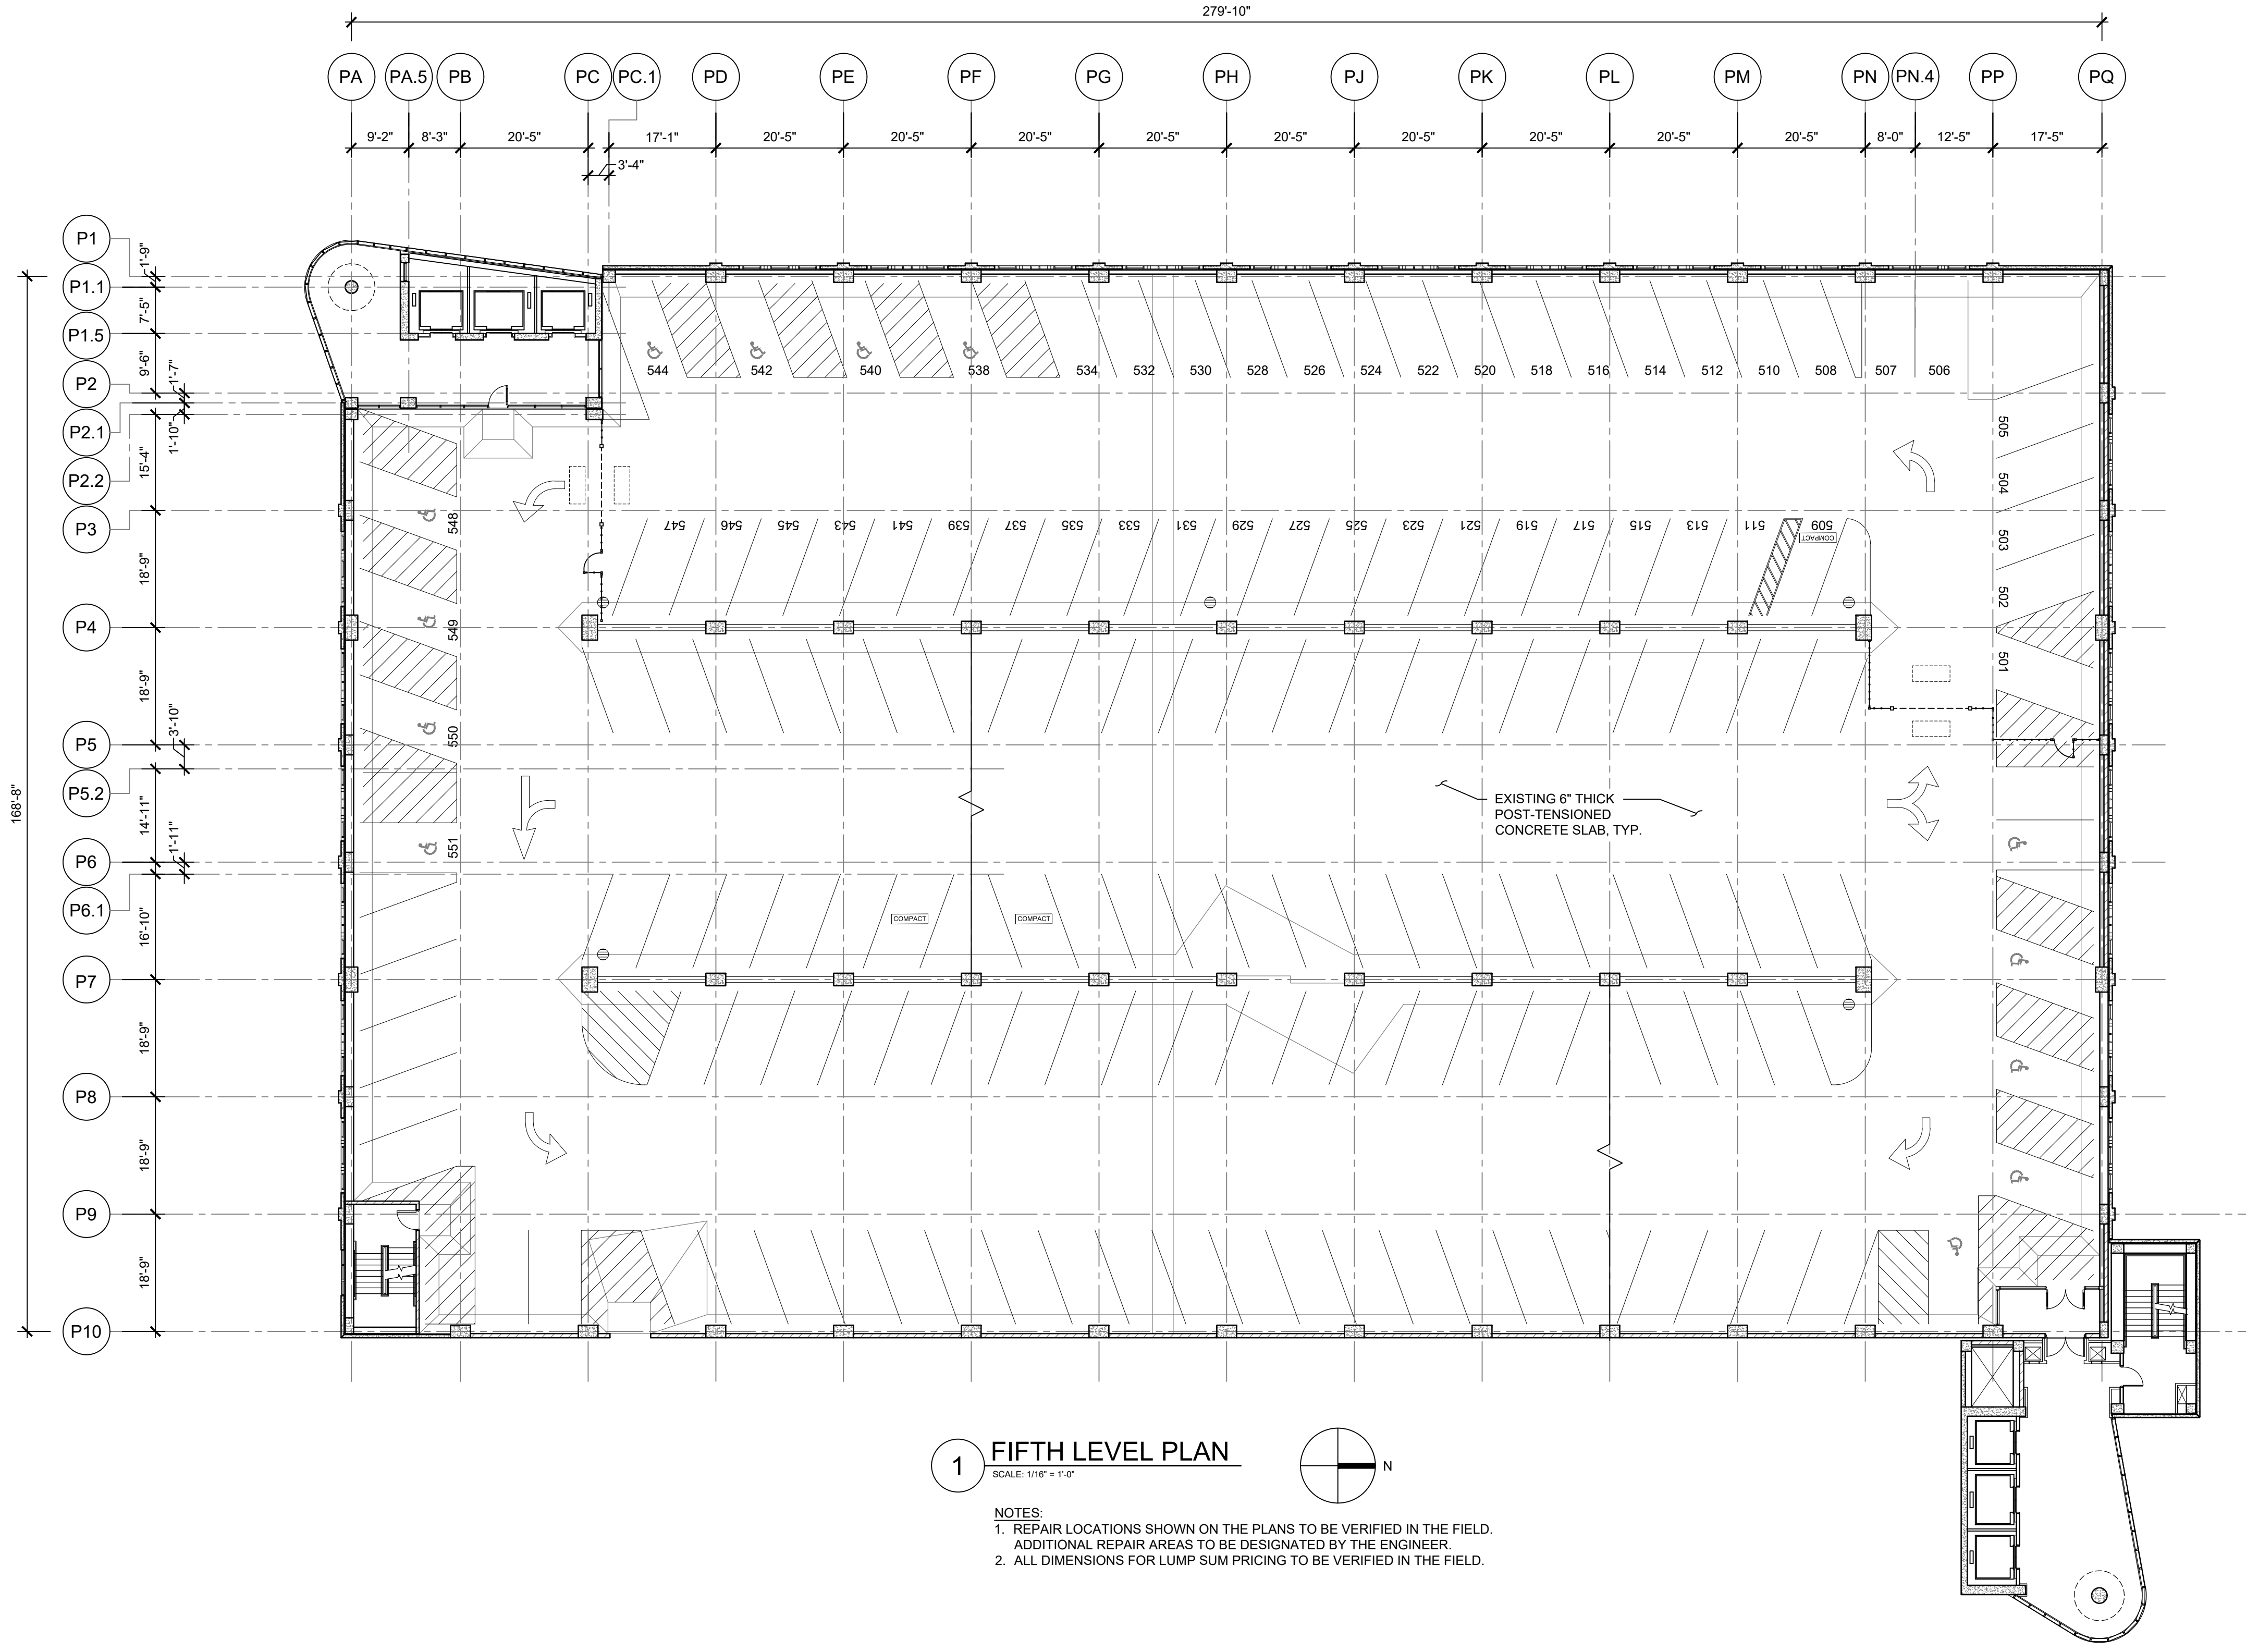 279'-10"
PA PA.5 PB PC PC.1 PD PE PF PG PH PJ PK PL PM PN PN.4 PP PQ
9'-2" 8'-3" 20'-5" 17'-1" 20'-5" 20'-5" 20'-5" 20'-5" 20'-5" 20'-5" 20'-5" 20'-5" 20'-5" 8'-0" 12'-5" 17'-5"
3'-4"
P1
P1.1
P1.5
P2
P2.1
P2.2
P3
P4
P5
P5.2
P6
P6.1
P7
P8
P9
P10
168'-8"
1'-9"
7'-5"
9'-6"
1'-7"
1'-10"
15'-4"
18'-9"
18'-9"
3'-10"
14'-11"
1'-11"
16'-10"
18'-9"
18'-9"
18'-9"
544 542 540 538 534 532 530 528 526 524 522 520 518 516 514 512 510 508 507 506
505
504
503
502
501
547 546 545 543 541 539 537 535 533 531 529 527 525 523 521 519 517 515 513 511 509
COMPACT
548
549
550
551
EXISTING 6" THICK
POST-TENSIONED
CONCRETE SLAB, TYP.
COMPACT COMPACT
1 FIFTH LEVEL PLAN
SCALE: 1/16" = 1'-0"
N
NOTES:
1. REPAIR LOCATIONS SHOWN ON THE PLANS TO BE VERIFIED IN THE FIELD.
ADDITIONAL REPAIR AREAS TO BE DESIGNATED BY THE ENGINEER.
2. ALL DIMENSIONS FOR LUMP SUM PRICING TO BE VERIFIED IN THE FIELD.